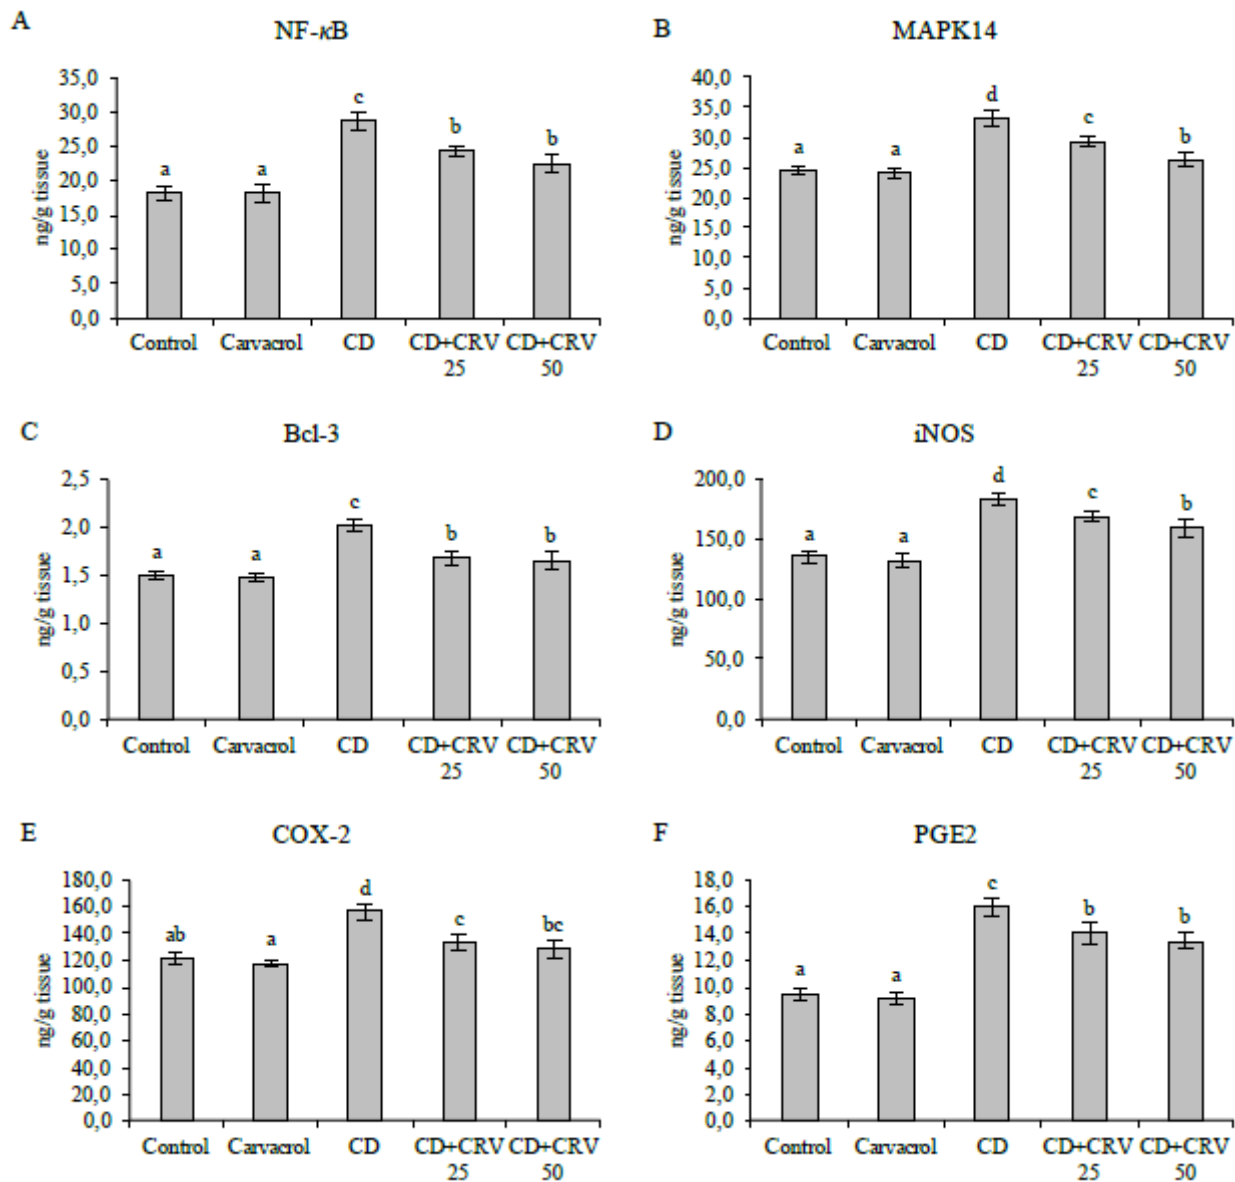 A
NF-κB
ng/g tissue
35,0
30,0
25,0
20,0
15,0
10,0
5,0
0,0
c
b
b
a
a
Control Carvacrol CD CD+CRV CD+CRV
25 50
B
MAPK14
ng/g tissue
40,0
35,0
30,0
25,0
20,0
15,0
10,0
5,0
0,0
d
c
b
a
a
Control Carvacrol CD CD+CRV CD+CRV
25 50
C
Bcl-3
ng/g tissue
2,5
2,0
1,5
1,0
0,5
0,0
c
b
b
a
a
Control Carvacrol CD CD+CRV CD+CRV
25 50
D
iNOS
ng/g tissue
200,0
150,0
100,0
50,0
0,0
d
c
b
a
a
Control Carvacrol CD CD+CRV CD+CRV
25 50
E
COX-2
ng/g tissue
180,0
160,0
140,0
120,0
100,0
80,0
60,0
40,0
20,0
0,0
d
c
bc
ab
a
Control Carvacrol CD CD+CRV CD+CRV
25 50
F
PGE2
ng/g tissue
18,0
16,0
14,0
12,0
10,0
8,0
6,0
4,0
2,0
0,0
c
b
b
a
a
Control Carvacrol CD CD+CRV CD+CRV
25 50